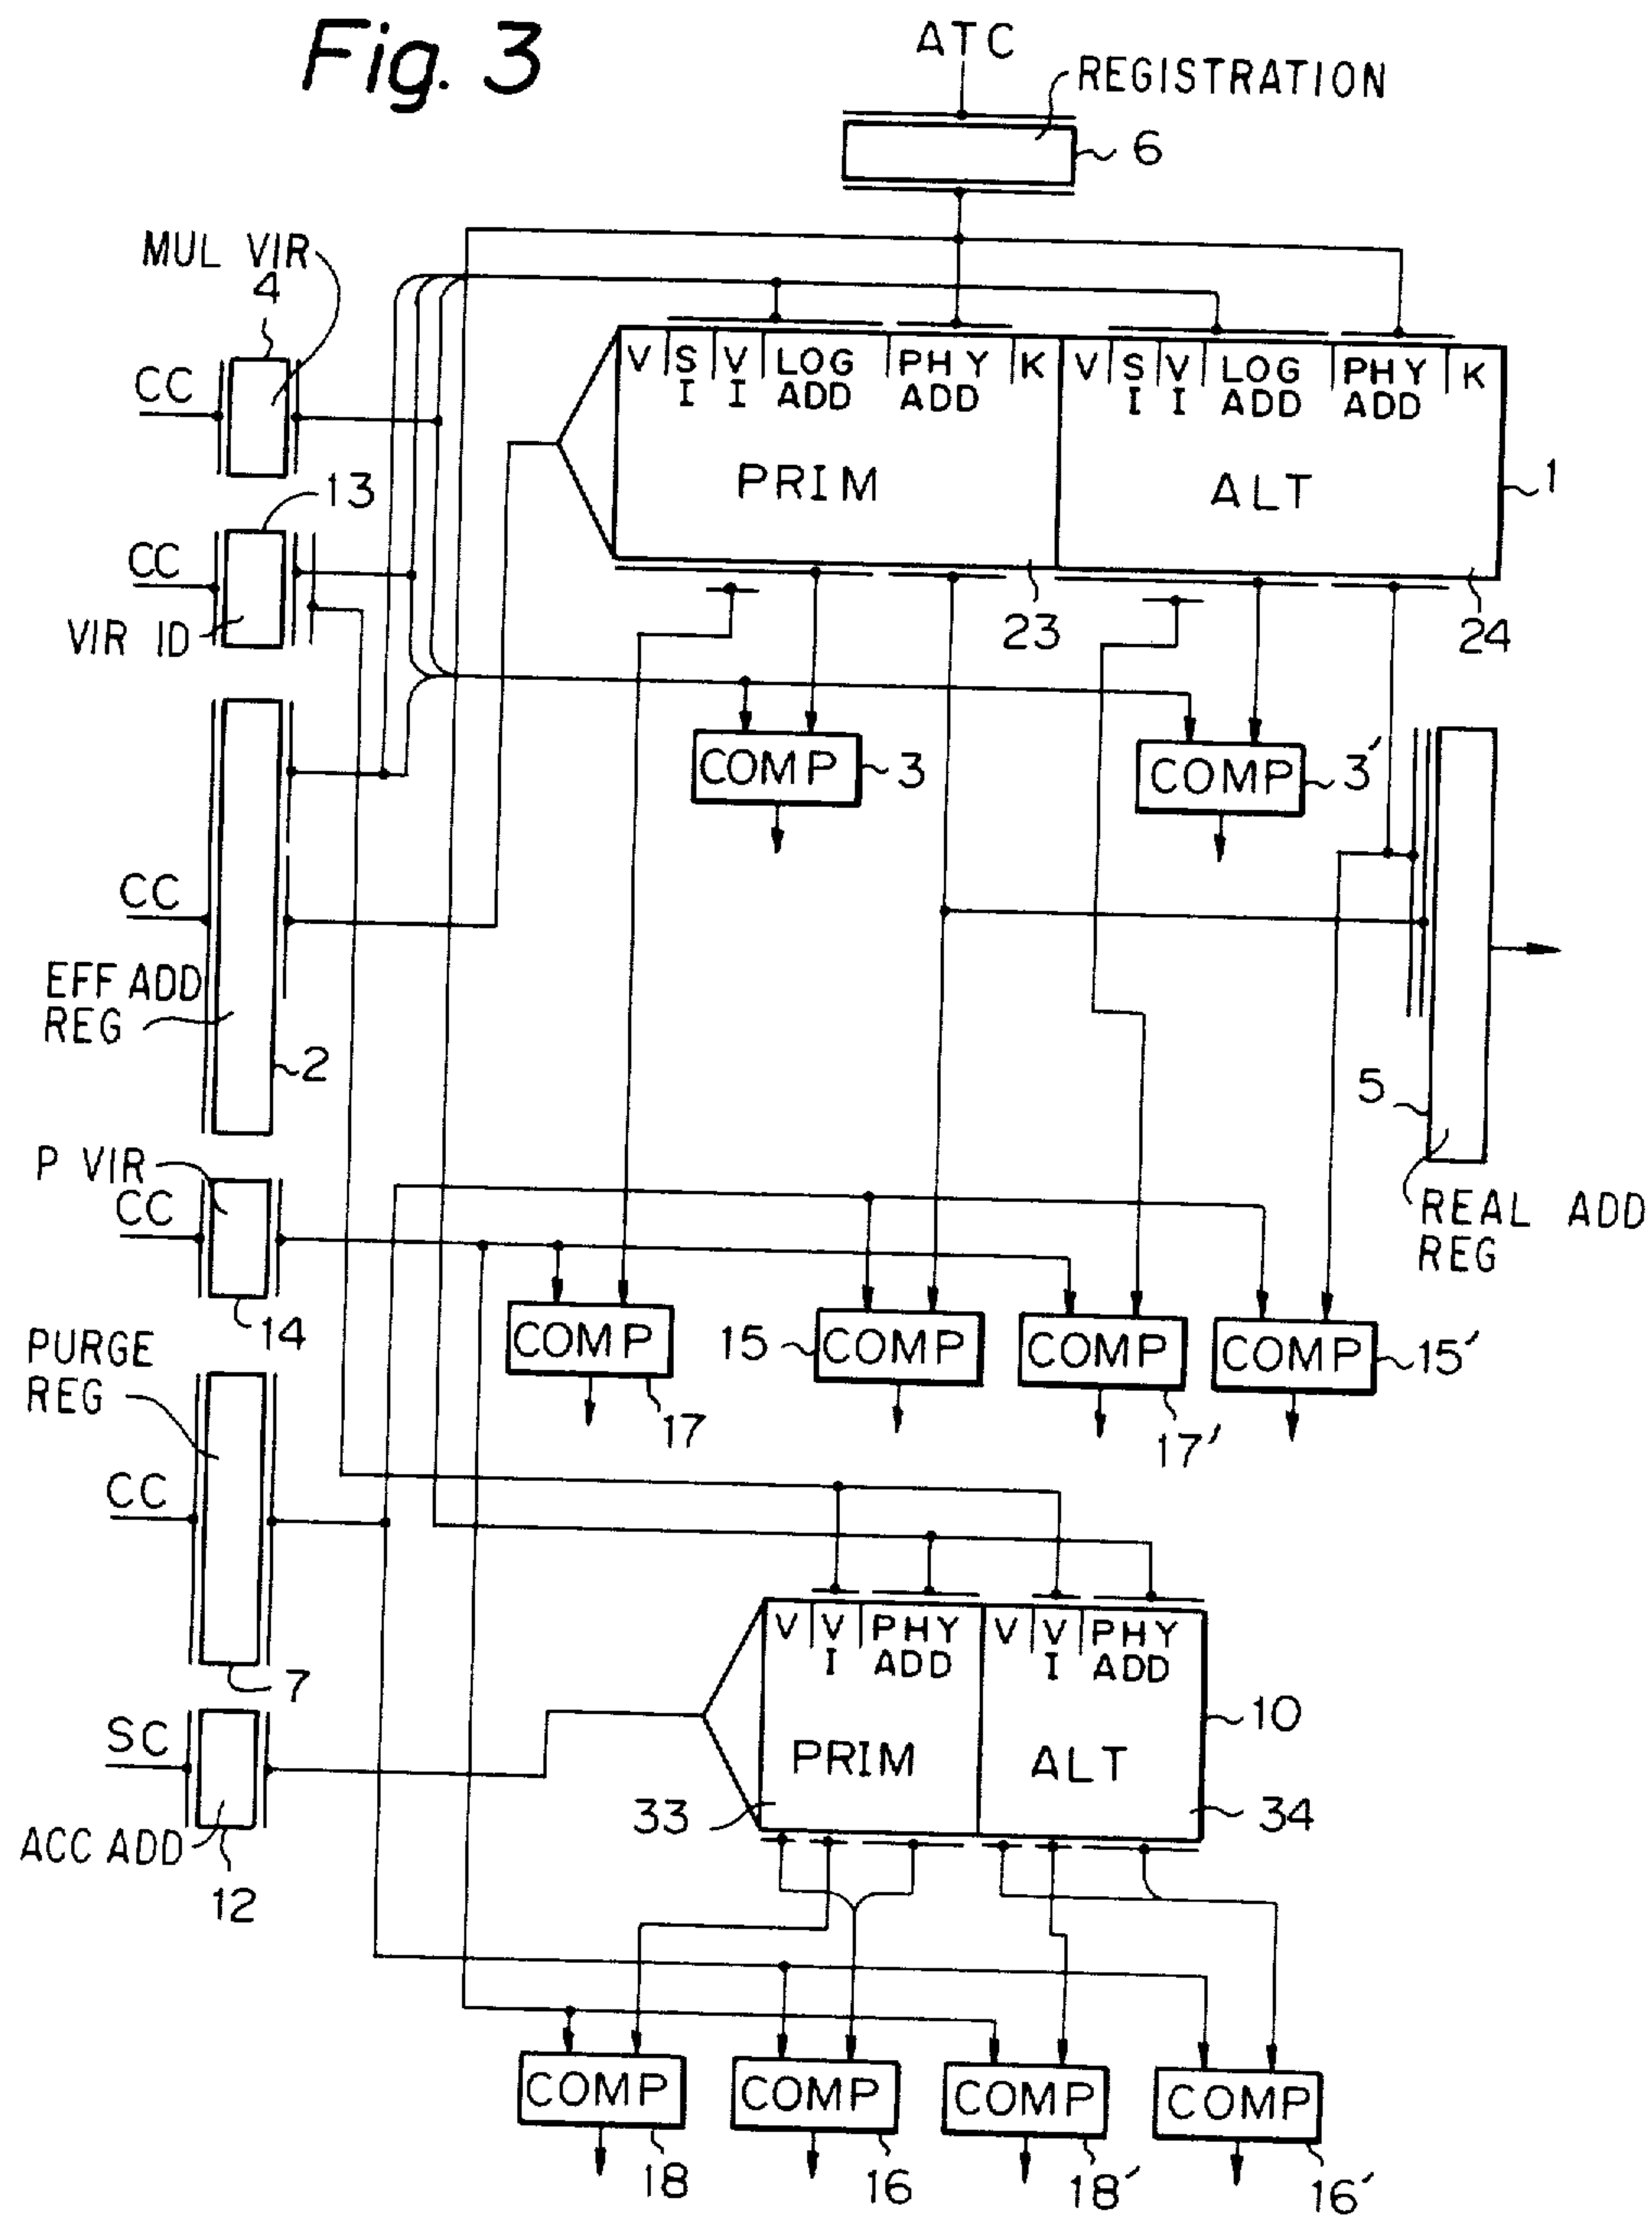 Fig. 3
ATC
REGISTRATION
6
MUL VIR
4
CC
V S I V I LOG ADD PHY ADD K V S I V I LOG ADD PHY ADD K
PRIM
ALT
1
13
CC
VIR ID
23
24
COMP
3
COMP
3'
CC
EFF ADD
REG
2
5
REAL ADD
REG
P VIR
CC
14
COMP
17
15
COMP
COMP
17'
COMP
15'
PURGE
REG
CC
7
V V I PHY ADD V V I PHY ADD
PRIM
ALT
10
33
34
SC
ACC ADD
12
COMP
18
COMP
16
COMP
18'
COMP
16'